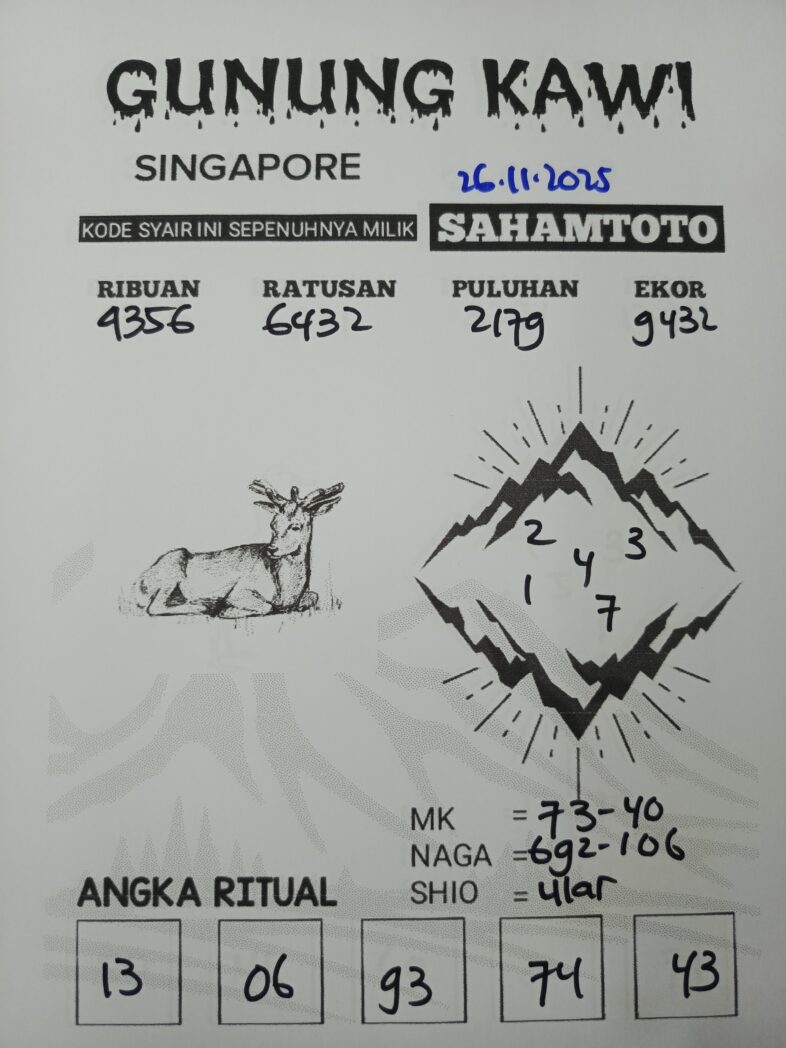 GUNUNG KAWI
SINGAPORE 26.11.2025
KODE SYAIR INI SEPENUHNYA MILIK SAHAMTOTO
RIBUAN RATUSAN PULUHAN EKOR
9356 6432 2179 9432
2 3
4
1 7
MK = 73-40
NAGA =692-106
SHIO = ular
ANGKA RITUAL
13 06 93 74 43